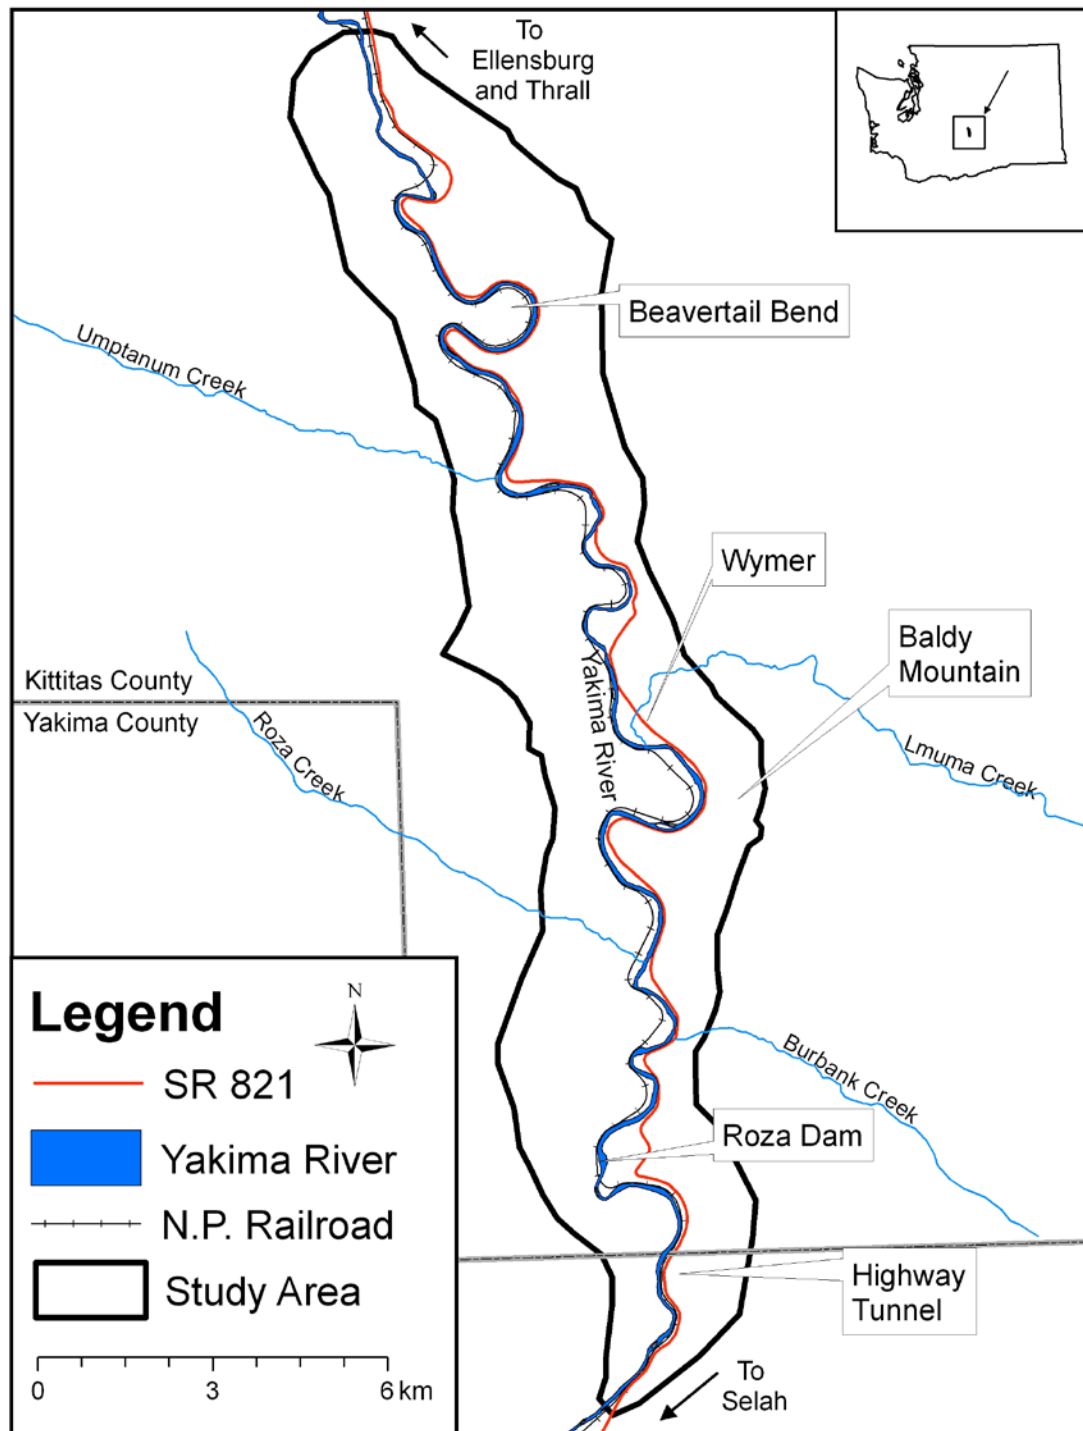 To
Ellensburg
and Thrall
Beavertail Bend
Umptanum Creek
Wymer
Baldy
Mountain
Kittitas County
Yakima County
Yakima River
Roza Creek
Lmuma Creek
Burbank Creek
Roza Dam
Highway
Tunnel
To
Selah
Legend
N
SR 821
Yakima River
N.P. Railroad
Study Area
0 3 6 km